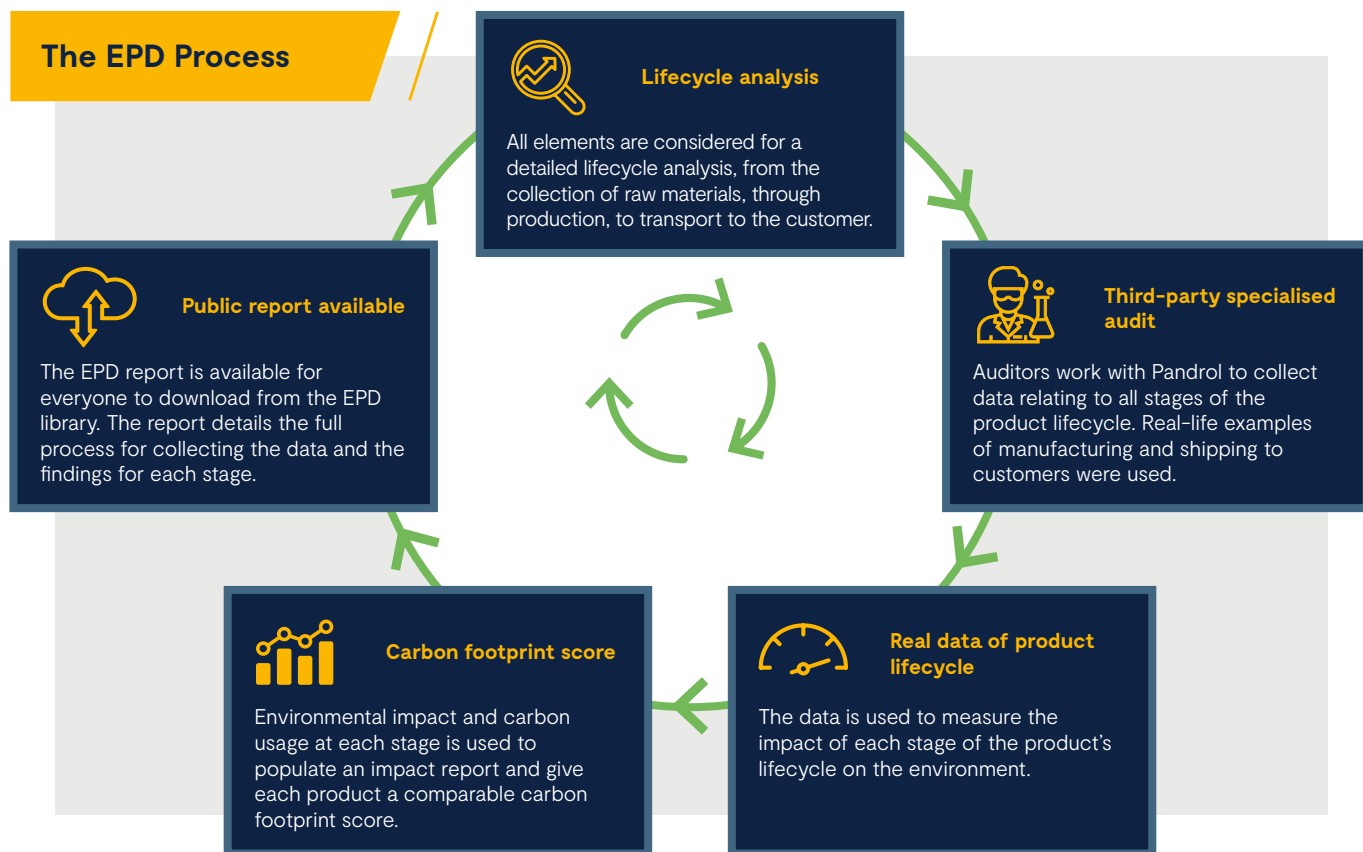 The EPD Process
Lifecycle analysis
All elements are considered for a
detailed lifecycle analysis, from the
collection of raw materials, through
production, to transport to the customer.
Third-party specialised
audit
Auditors work with Pandrol to collect
data relating to all stages of the
product lifecycle. Real-life examples
of manufacturing and shipping to
customers were used.
Real data of product
lifecycle
The data is used to measure the
impact of each stage of the product's
lifecycle on the environment.
Carbon footprint score
Environmental impact and carbon
usage at each stage is used to
populate an impact report and give
each product a comparable carbon
footprint score.
Public report available
The EPD report is available for
everyone to download from the EPD
library. The report details the full
process for collecting the data and the
findings for each stage.